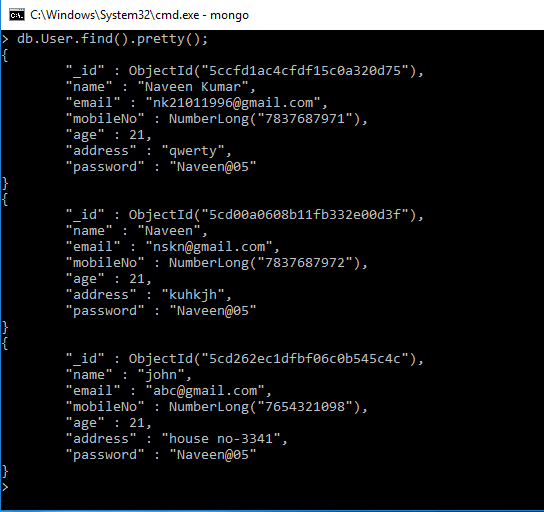 C:\Windows\System32\cmd.exe - mongo
> db.User.find().pretty();
{
        "_id" : ObjectId("5ccfd1ac4cfdf15c0a320d75"),
        "name" : "Naveen Kumar",
        "email" : "nk21011996@gmail.com",
        "mobileNo" : NumberLong("7837687971"),
        "age" : 21,
        "address" : "qwerty",
        "password" : "Naveen@05"
}
{
        "_id" : ObjectId("5cd00a0608b11fb332e00d3f"),
        "name" : "Naveen",
        "email" : "nskn@gmail.com",
        "mobileNo" : NumberLong("7837687972"),
        "age" : 21,
        "address" : "kuhkjh",
        "password" : "Naveen@05"
}
{
        "_id" : ObjectId("5cd262ec1dfbf06c0b545c4c"),
        "name" : "john",
        "email" : "abc@gmail.com",
        "mobileNo" : NumberLong("7654321098"),
        "age" : 21,
        "address" : "house no-3341",
        "password" : "Naveen@05"
}
>